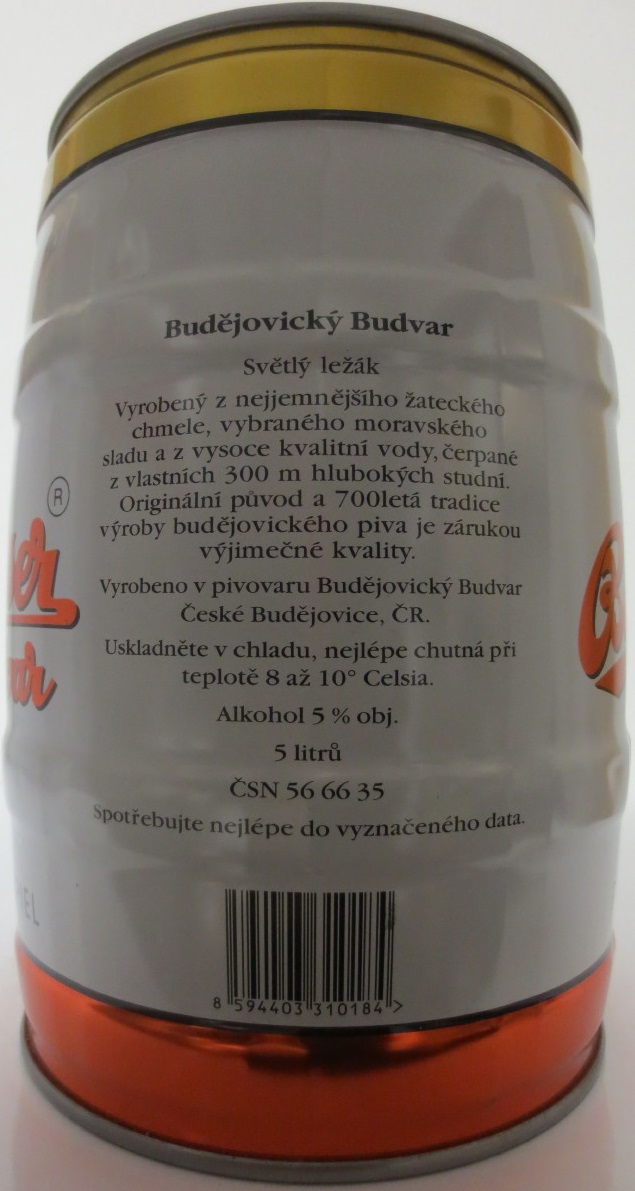 Budějovický Budvar
Světlý ležák
Vyrobený z nejjemnějšího žateckého
chmele, vybraného moravského
sladu a z vysoce kvalitní vody, čerpané
z vlastních 300 m hlubokých studní.
Originální původ a 700letá tradice
výroby budějovického piva je zárukou
výjimečné kvality.
Vyrobeno v pivovaru Budějovický Budvar
České Budějovice, ČR.
Uskladněte v chladu, nejlépe chutná při
teplotě 8 až 10° Celsia.
Alkohol 5 % obj.
5 litrů
ČSN 56 66 35
Spotřebujte nejlépe do vyznačeného data.
8 594403 310184 >
®